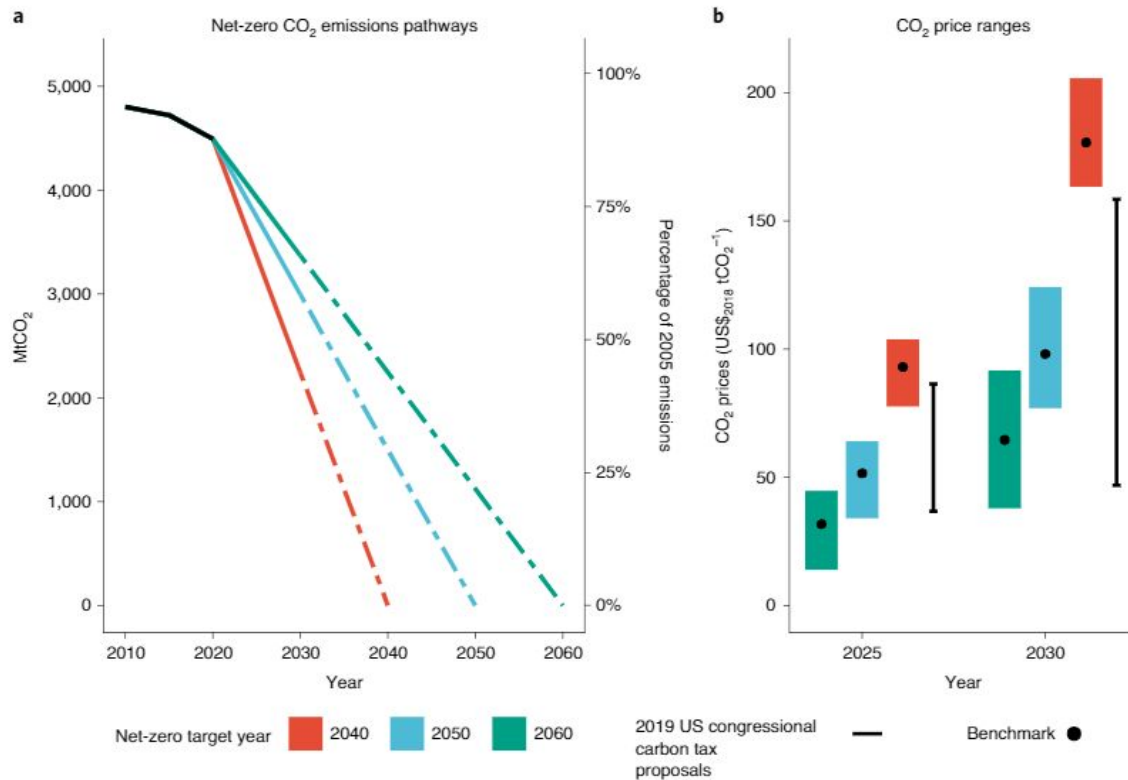 a
Net-zero CO₂ emissions pathways
5,000
4,000
3,000
2,000
1,000
0
MtCO₂
100%
75%
50%
25%
0%
Percentage of 2005 emissions
2010
2020
2030
2040
2050
2060
Year
b
CO₂ price ranges
200
150
100
50
0
CO₂ prices (US$₂₀₁₈ tCO₂⁻¹)
2025
2030
Year
Net-zero target year
2040
2050
2060
2019 US congressional
carbon tax
proposals
Benchmark